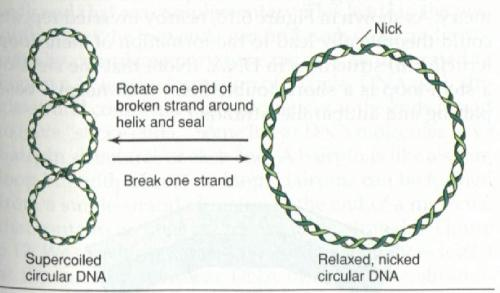 Nick
Rotate one end of
broken strand around
helix and seal
Break one strand
Supercoiled
circular DNA
Relaxed, nicked
circular DNA